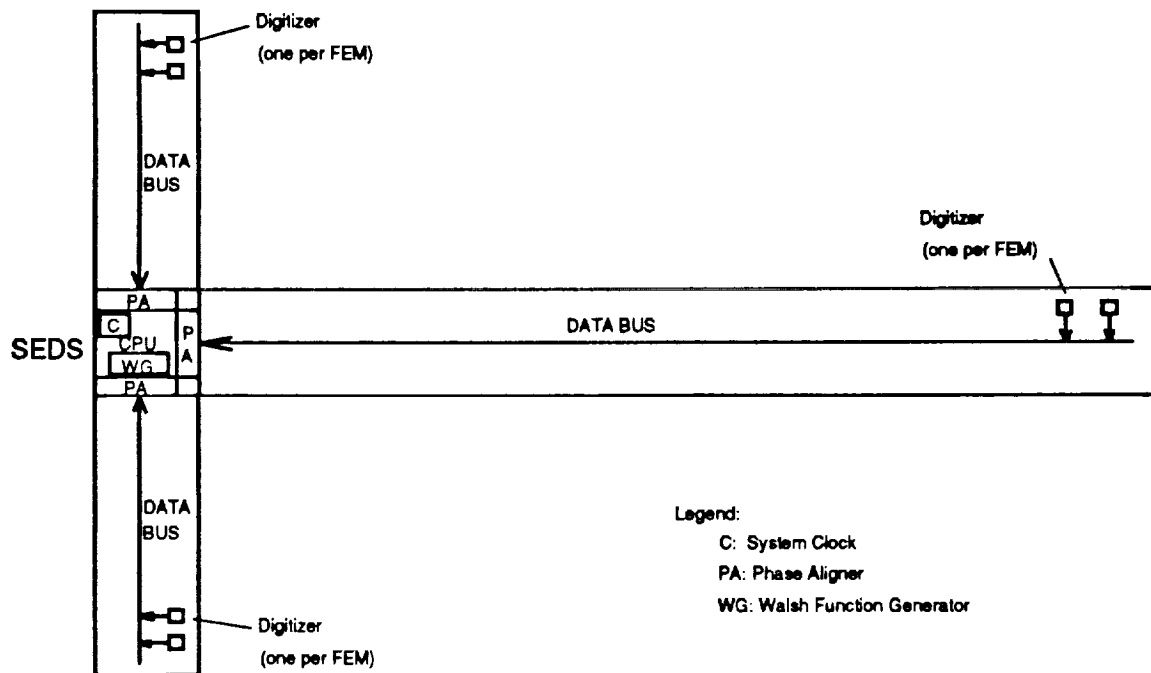 Digitizer
(one per FEM)
DATA
BUS
Digitizer
(one per FEM)
PA
C
P
A
DATA BUS
SEDS
CPU
WG
PA
DATA
BUS
Legend:
C: System Clock
PA: Phase Aligner
WG: Walsh Function Generator
Digitizer
(one per FEM)